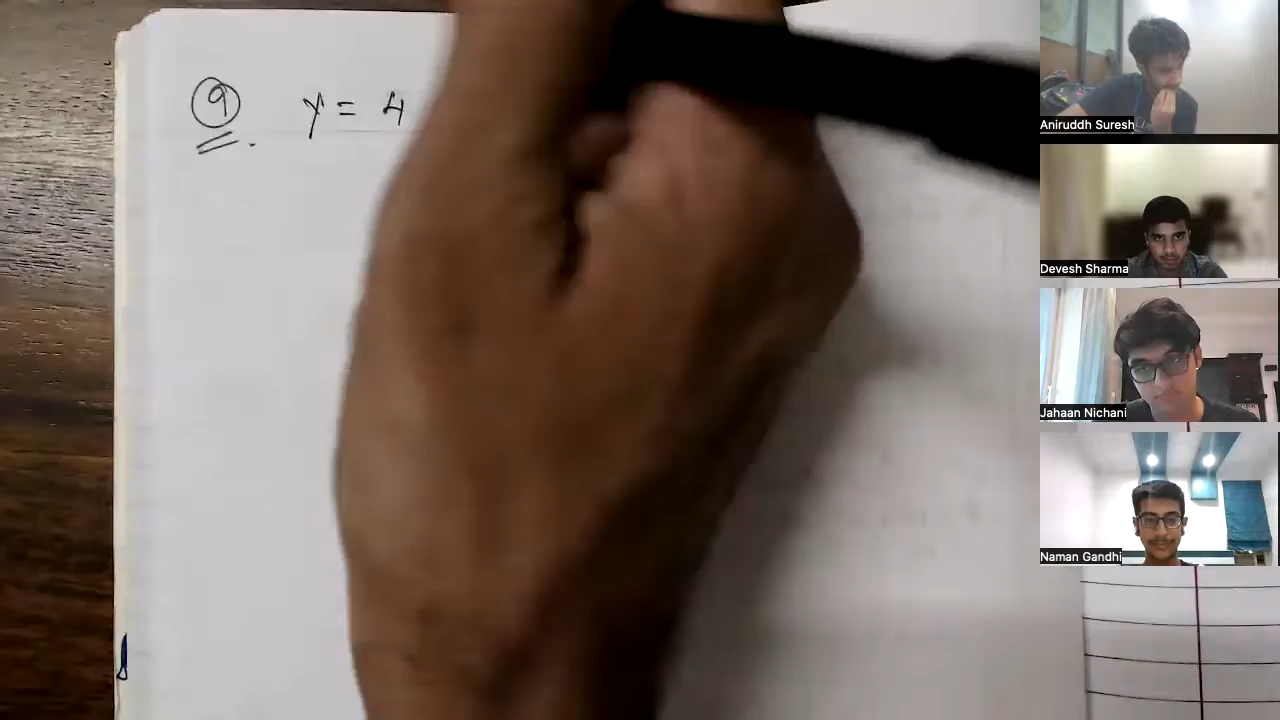 9. y = 4
Aniruddh Suresh
Devesh Sharma
Jahaan Nichani
Naman Gandhi